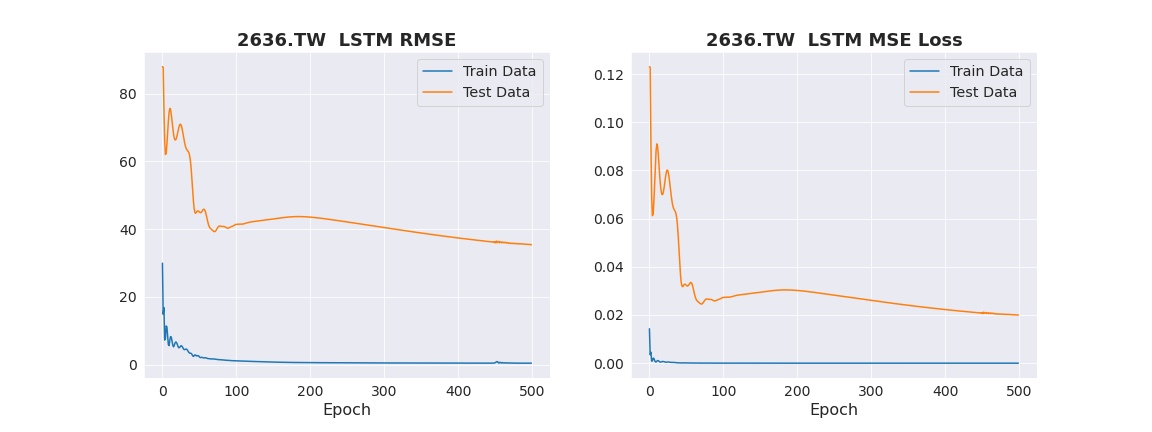 2636.TW  LSTM RMSE
Train Data
Test Data
80
60
40
20
0
0 100 200 300 400 500
Epoch
2636.TW  LSTM MSE Loss
Train Data
Test Data
0.12
0.10
0.08
0.06
0.04
0.02
0.00
0 100 200 300 400 500
Epoch